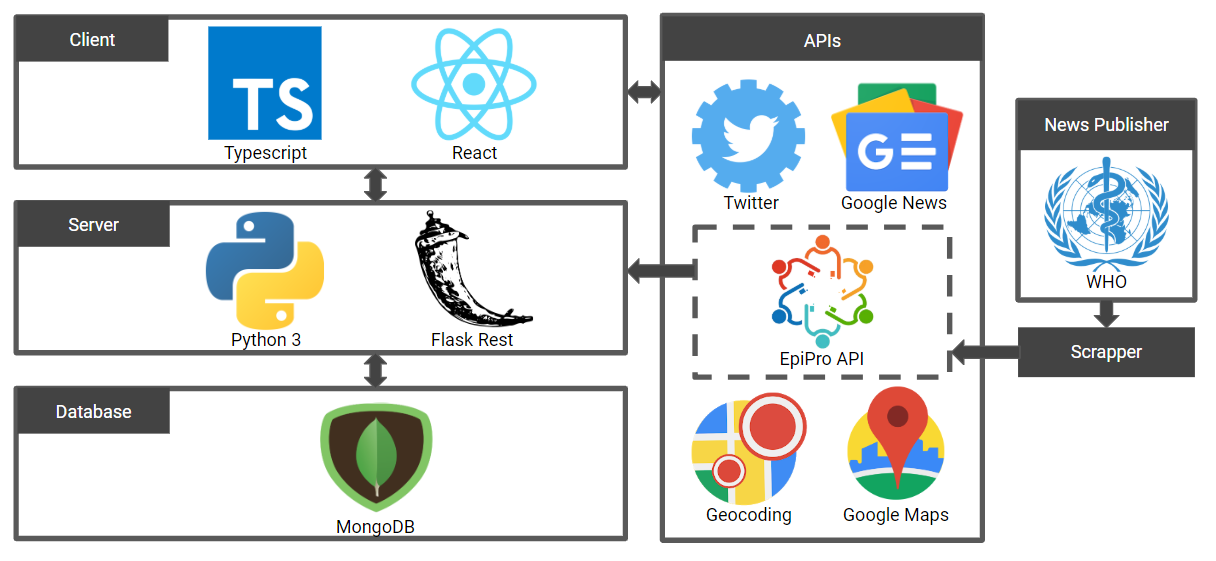 Client
TS
Typescript
React
Server
Python 3
Flask Rest
Database
MongoDB
APIs
Twitter
GE
Google News
EpiPro API
Geocoding
Google Maps
News Publisher
WHO
Scrapper